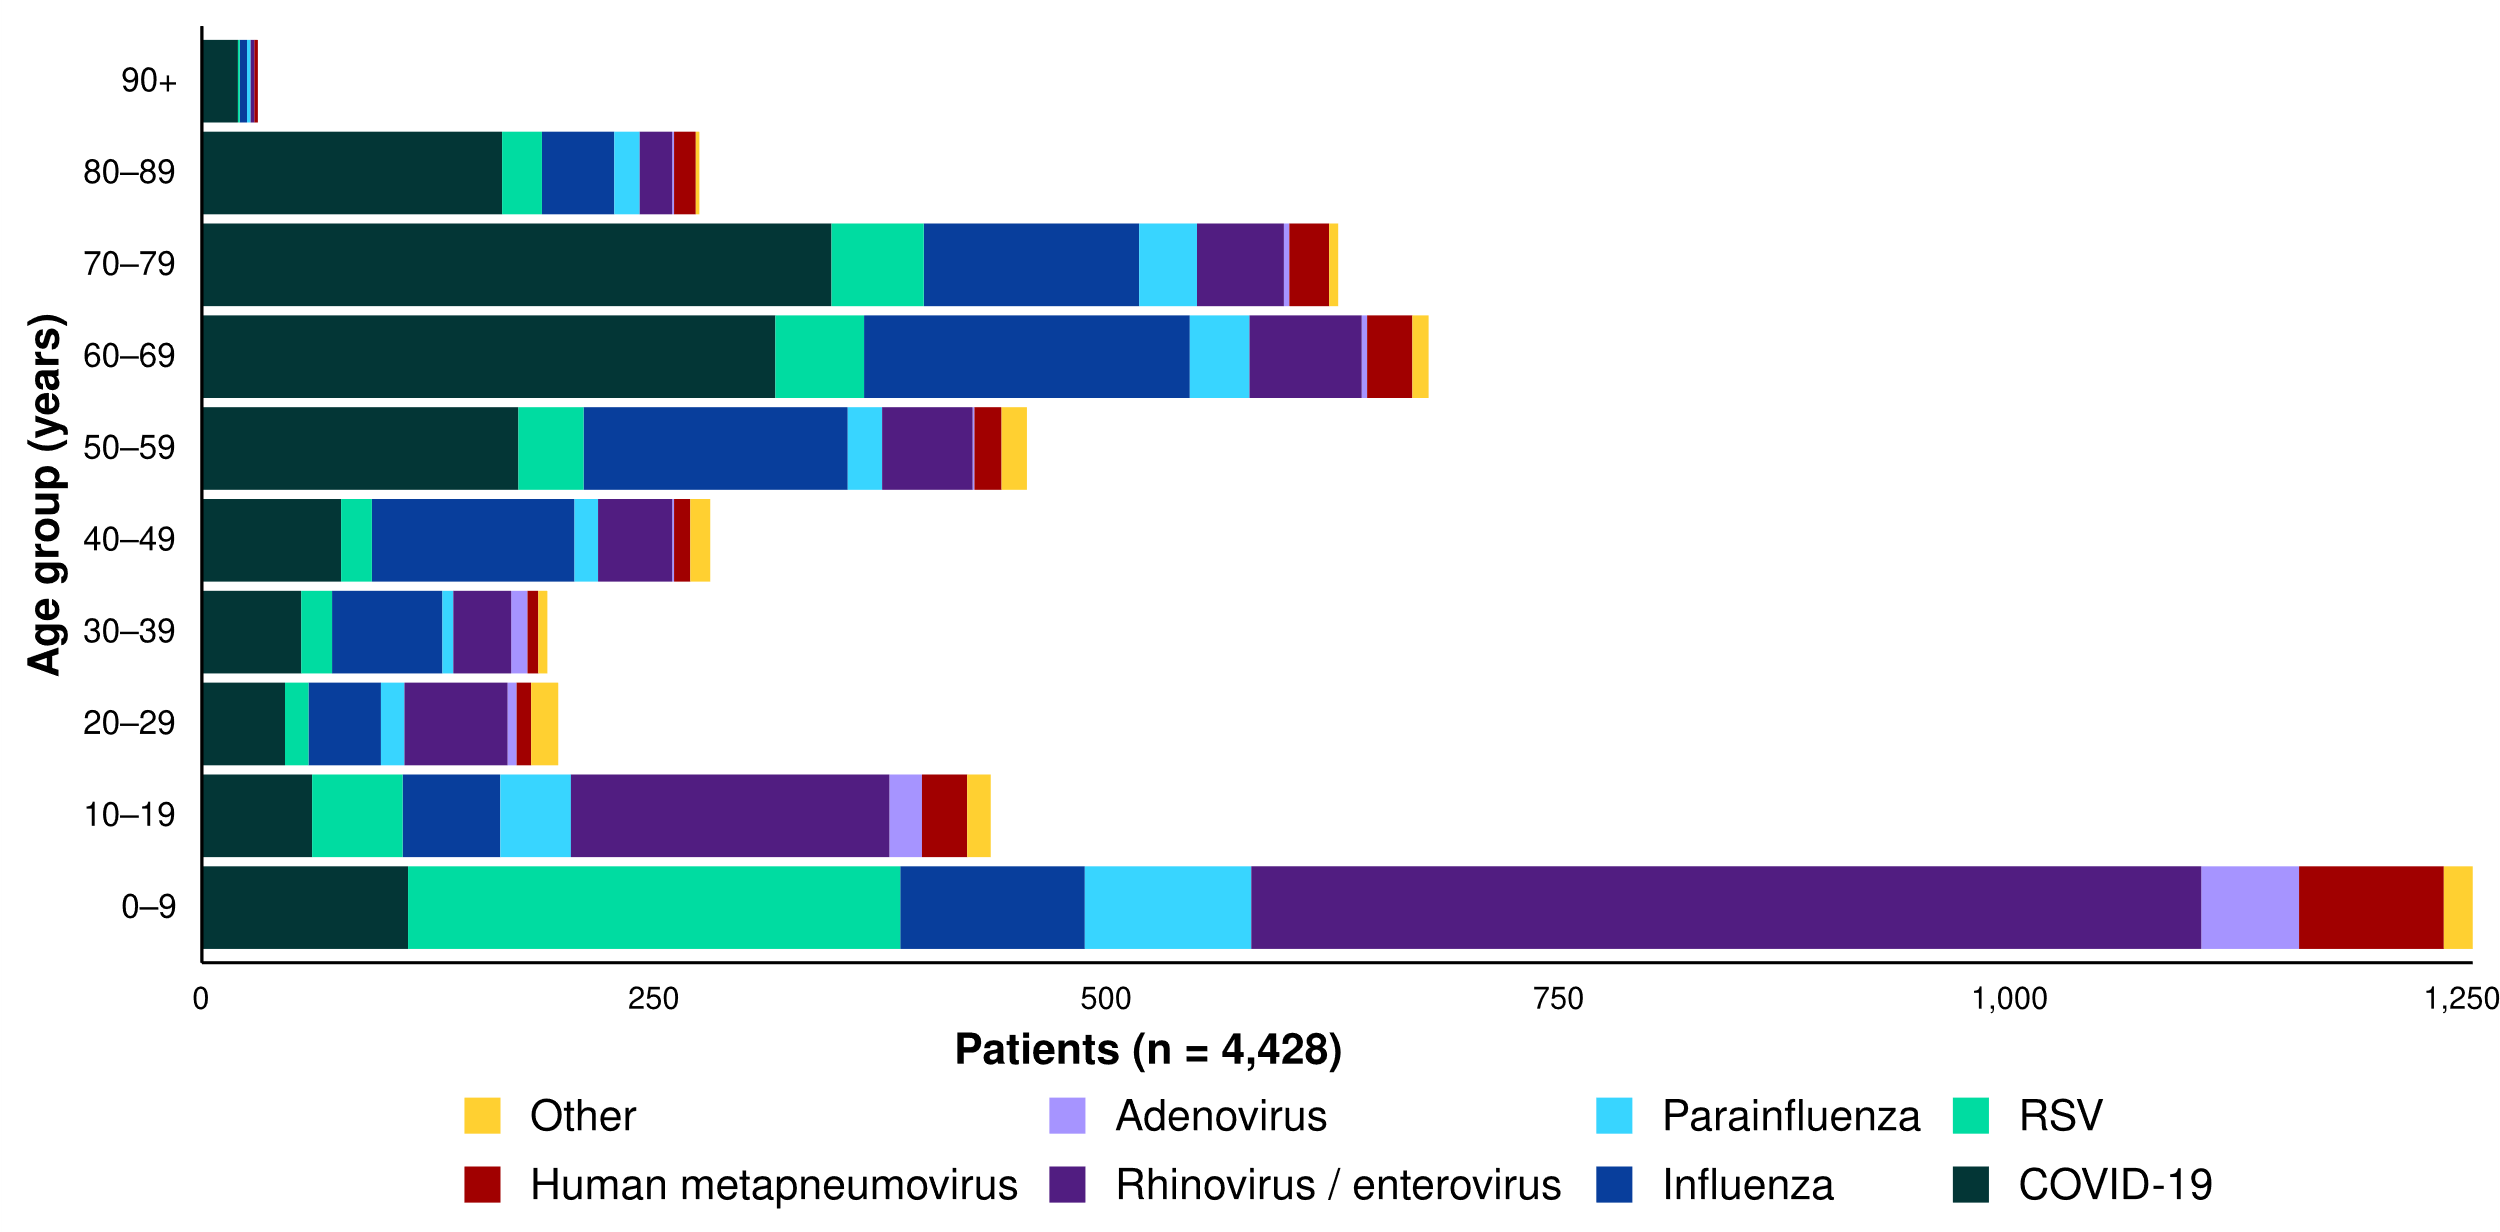 90+
80–89
70–79
60–69
50–59
40–49
30–39
20–29
10–19
0–9
Age group (years)
0 250 500 750 1,000 1,250
Patients (n = 4,428)
Other Adenovirus Parainfluenza RSV
Human metapneumovirus Rhinovirus / enterovirus Influenza COVID-19